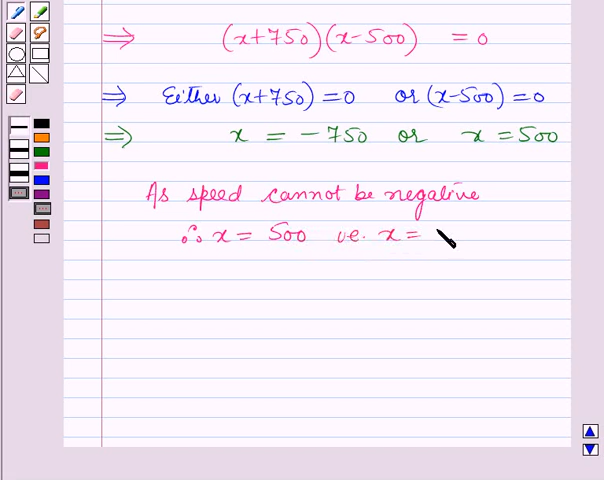 ⇒ (x+750)(x-500) = 0
⇒ Either (x+750)=0 or (x-500)=0
⇒ x = -750 or x = 500
As speed cannot be negative
∴ x = 500 i.e. x =